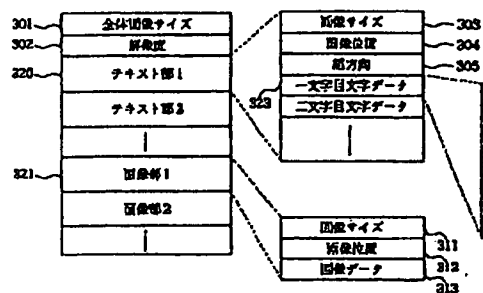 301
全体画像サイズ
302
解像度
320
テキスト部1
テキスト部2
321
画像部1
画像部2
画像サイズ
303
画像位置
304
305
323
一文字目文字データ
二文字目文字データ
画像サイズ
311
画像位置
312
画像データ
313